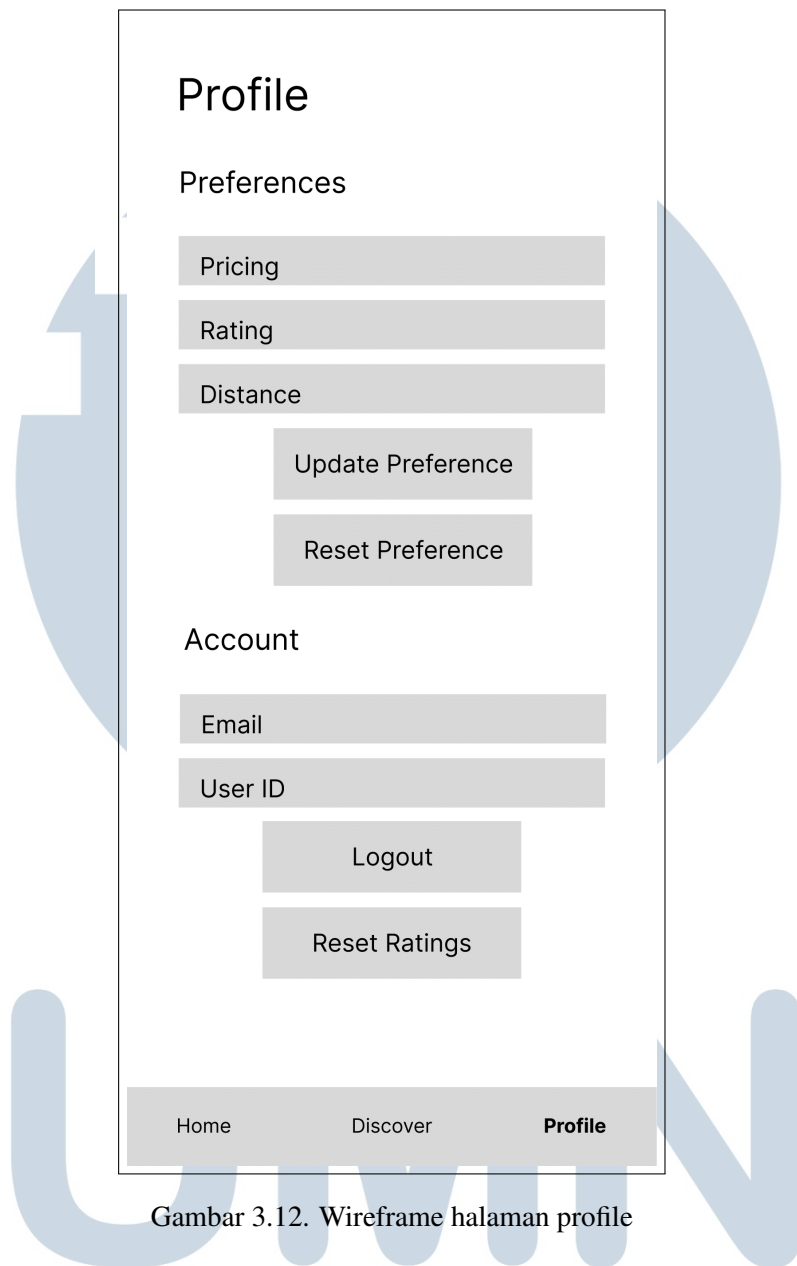 Profile
Preferences
Pricing
Rating
Distance
Update Preference
Reset Preference
Account
Email
User ID
Logout
Reset Ratings
Home Discover Profile
Gambar 3.12. Wireframe halaman profile
UMN